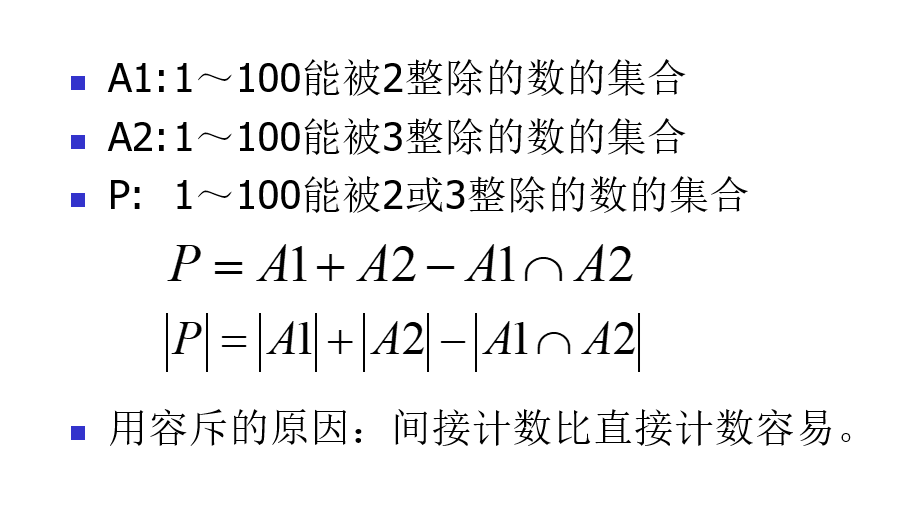 A1: 1～100能被2整除的数的集合
A2: 1～100能被3整除的数的集合
P: 1～100能被2或3整除的数的集合
P = A1 + A2 − A1 ∩ A2
|P| = |A1| + |A2| − |A1 ∩ A2|
用容斥的原因：间接计数比直接计数容易。